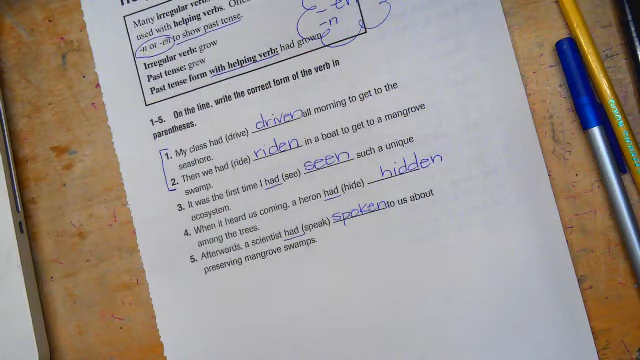 Many irregular verbs
used with helping verbs. Often
-n or -en to show past tense.
Irregular verb: grow
Past tense: grew
Past tense form with helping verb: had grown
-en
-n
1–5. On the line, write the correct form of the verb in
parentheses.
1. My class had (drive) driven all morning to get to the
seashore.
2. Then we had (ride) riden in a boat to get to a mangrove
swamp.
3. It was the first time I had (see) seen such a unique
ecosystem.
4. When it heard us coming, a heron had (hide) hidden
among the trees.
5. Afterwards, a scientist had (speak) spoken to us about
preserving mangrove swamps.